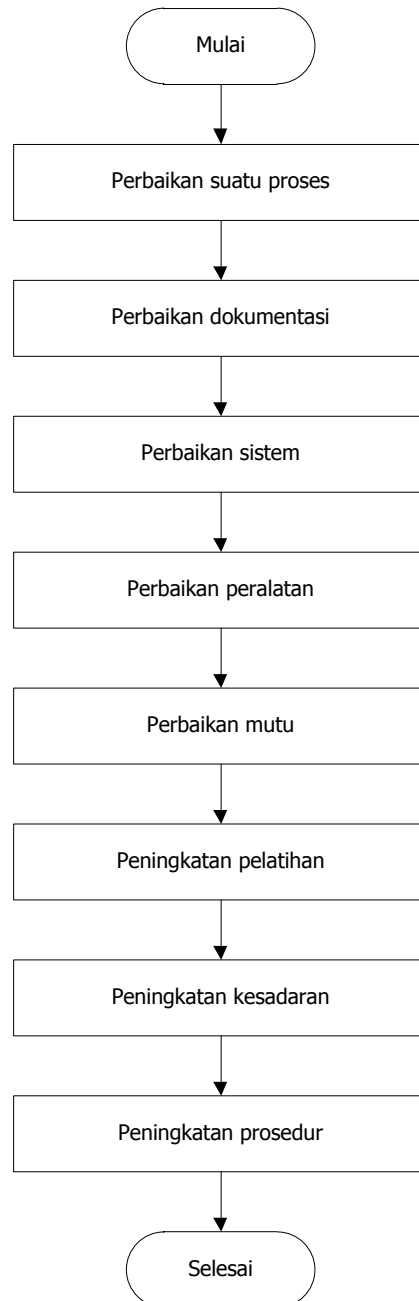 Mulai
Perbaikan suatu proses
Perbaikan dokumentasi
Perbaikan sistem
Perbaikan peralatan
Perbaikan mutu
Peningkatan pelatihan
Peningkatan kesadaran
Peningkatan prosedur
Selesai